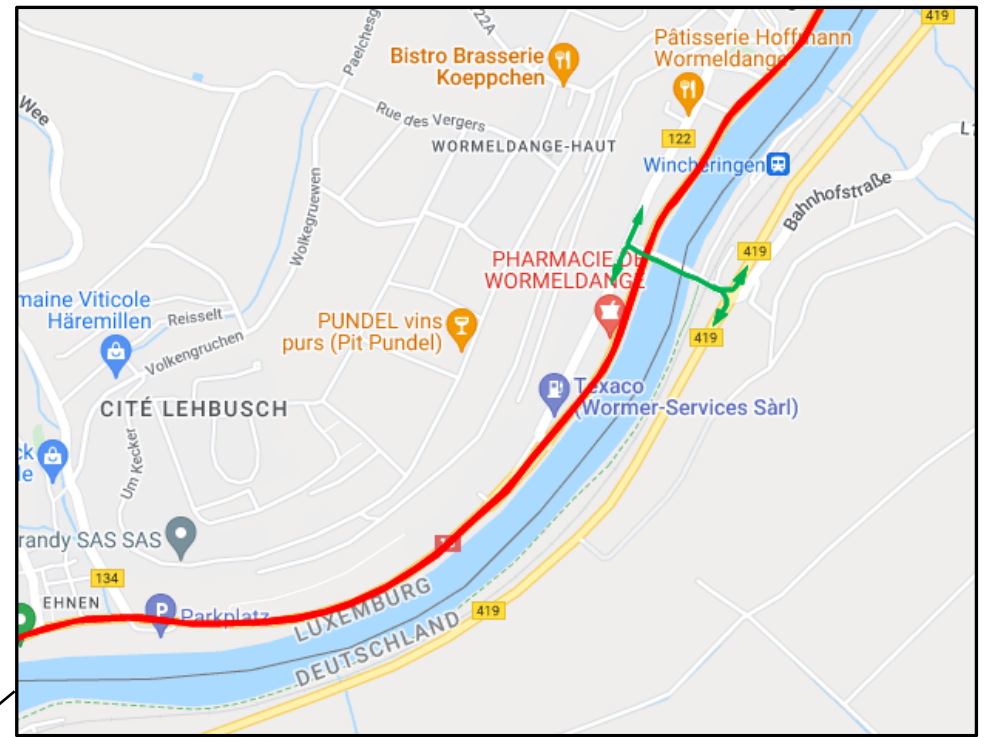 419
Paelchesg
22A
Bistro Brasserie
Koeppchen
Pâtisserie Hoffmann
Wormeldange
Wee
Rue des Vergers
WORMELDANGE-HAUT
122
Wincheringen
Bahnhofstraße
Wolkegruewen
419
PHARMACIE DE
WORMELDANGE
maine Viticole
Häremillen
Reisselt
Volkengruchen
PUNDEL vins
purs (Pit Pundel)
419
Texaco
(Wormer-Services Sàrl)
CITÉ LEHBUSCH
Um Kecker
randy SAS SAS
134
EHNEN
P
Parkplatz
LUXEMBURG
DEUTSCHLAND
419